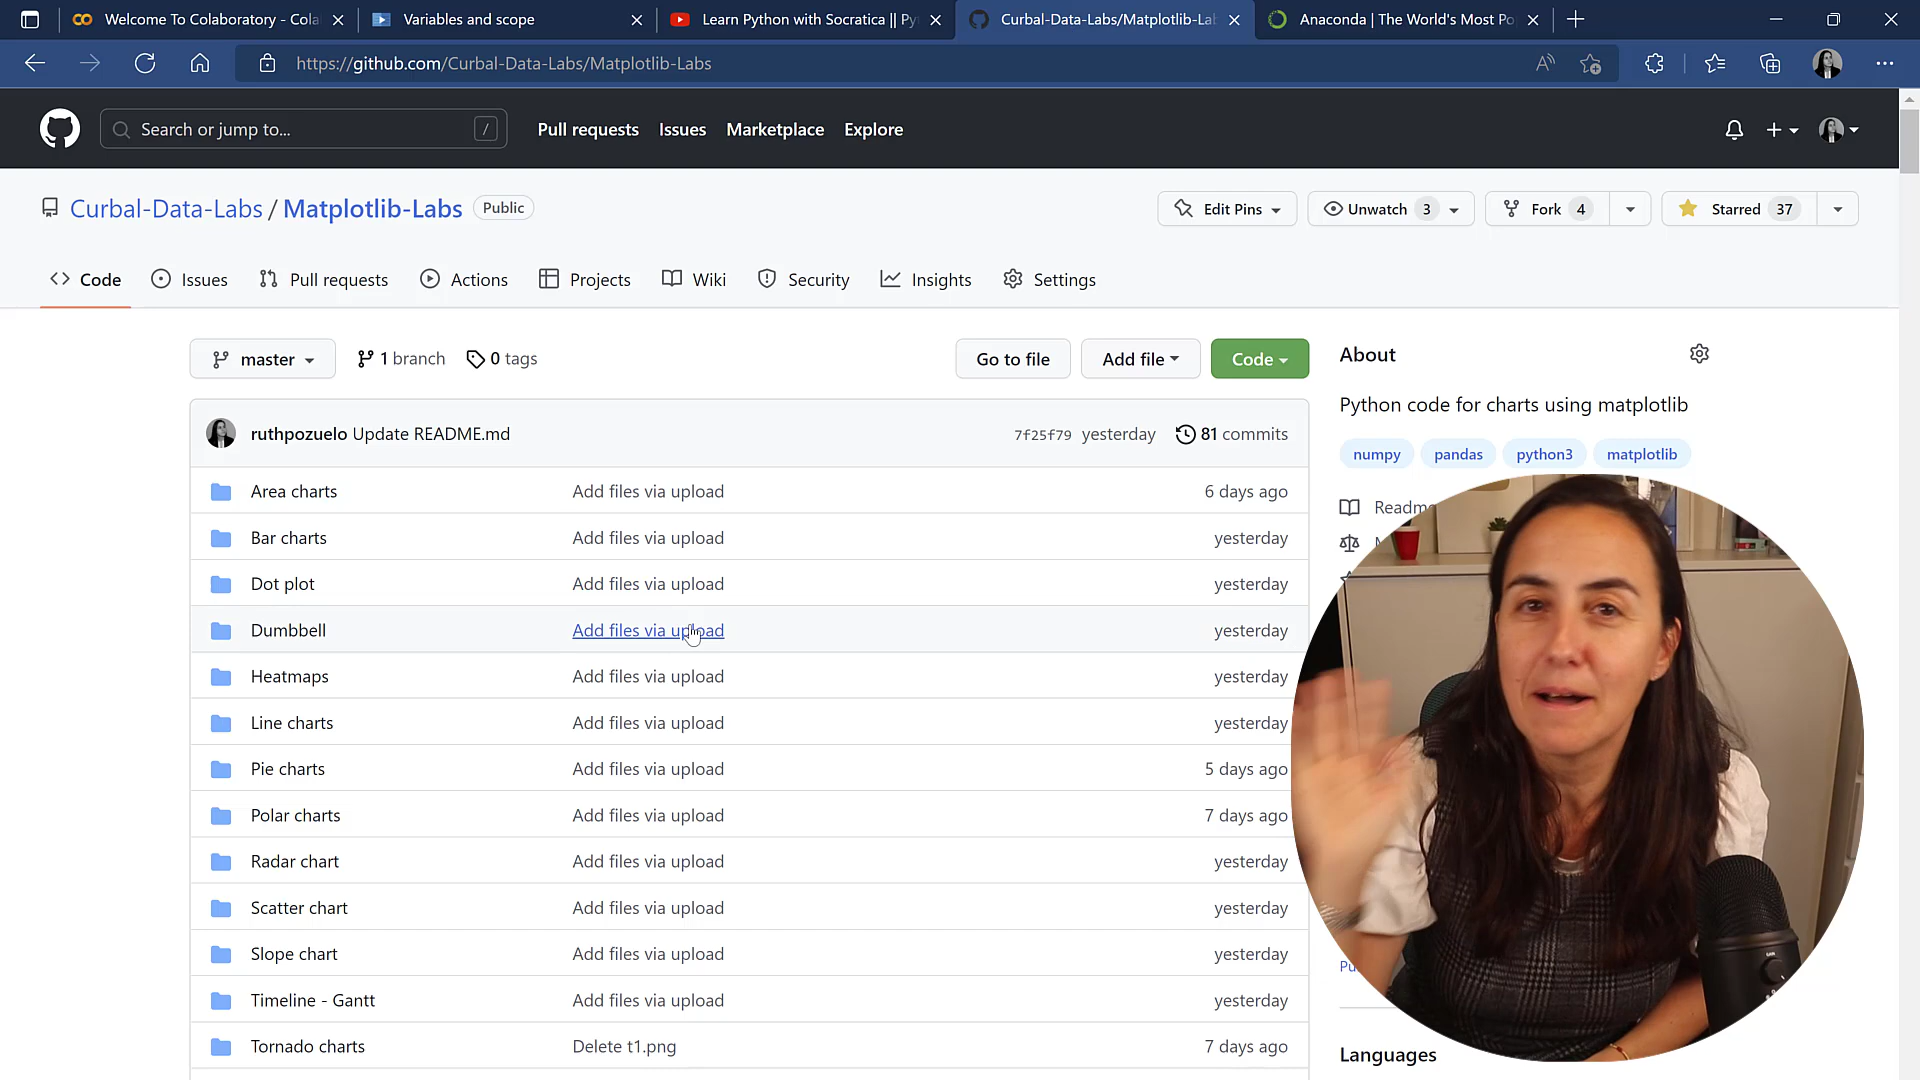 Welcome To Colaboratory - Cola
Variables and scope
Learn Python with Socratica || Py
Curbal-Data-Labs/Matplotlib-La
Anaconda | The World's Most Po
https://github.com/Curbal-Data-Labs/Matplotlib-Labs
Search or jump to... /
Pull requests Issues Marketplace Explore
Curbal-Data-Labs / Matplotlib-Labs Public
Edit Pins Unwatch 3 Fork 4 Starred 37
Code Issues Pull requests Actions Projects Wiki Security Insights Settings
master 1 branch 0 tags Go to file Add file Code
About
Python code for charts using matplotlib
numpy pandas python3 matplotlib
Readme
ruthpozuelo Update README.md 7f25f79 yesterday 81 commits
Area charts Add files via upload 6 days ago
Bar charts Add files via upload yesterday
Dot plot Add files via upload yesterday
Dumbbell Add files via upload yesterday
Heatmaps Add files via upload yesterday
Line charts Add files via upload yesterday
Pie charts Add files via upload 5 days ago
Polar charts Add files via upload 7 days ago
Radar chart Add files via upload yesterday
Scatter chart Add files via upload yesterday
Slope chart Add files via upload yesterday
Timeline - Gantt Add files via upload yesterday
Tornado charts Delete t1.png 7 days ago
Languages